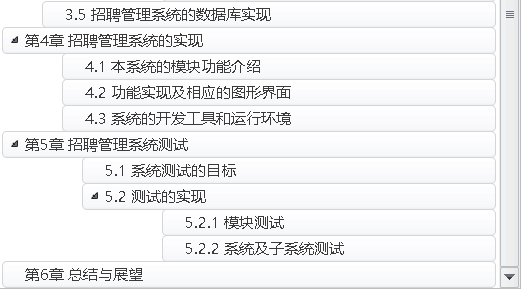 3.5 招聘管理系统的数据库实现
第4章 招聘管理系统的实现
4.1 本系统的模块功能介绍
4.2 功能实现及相应的图形界面
4.3 系统的开发工具和运行环境
第5章 招聘管理系统测试
5.1 系统测试的目标
5.2 测试的实现
5.2.1 模块测试
5.2.2 系统及子系统测试
第6章 总结与展望